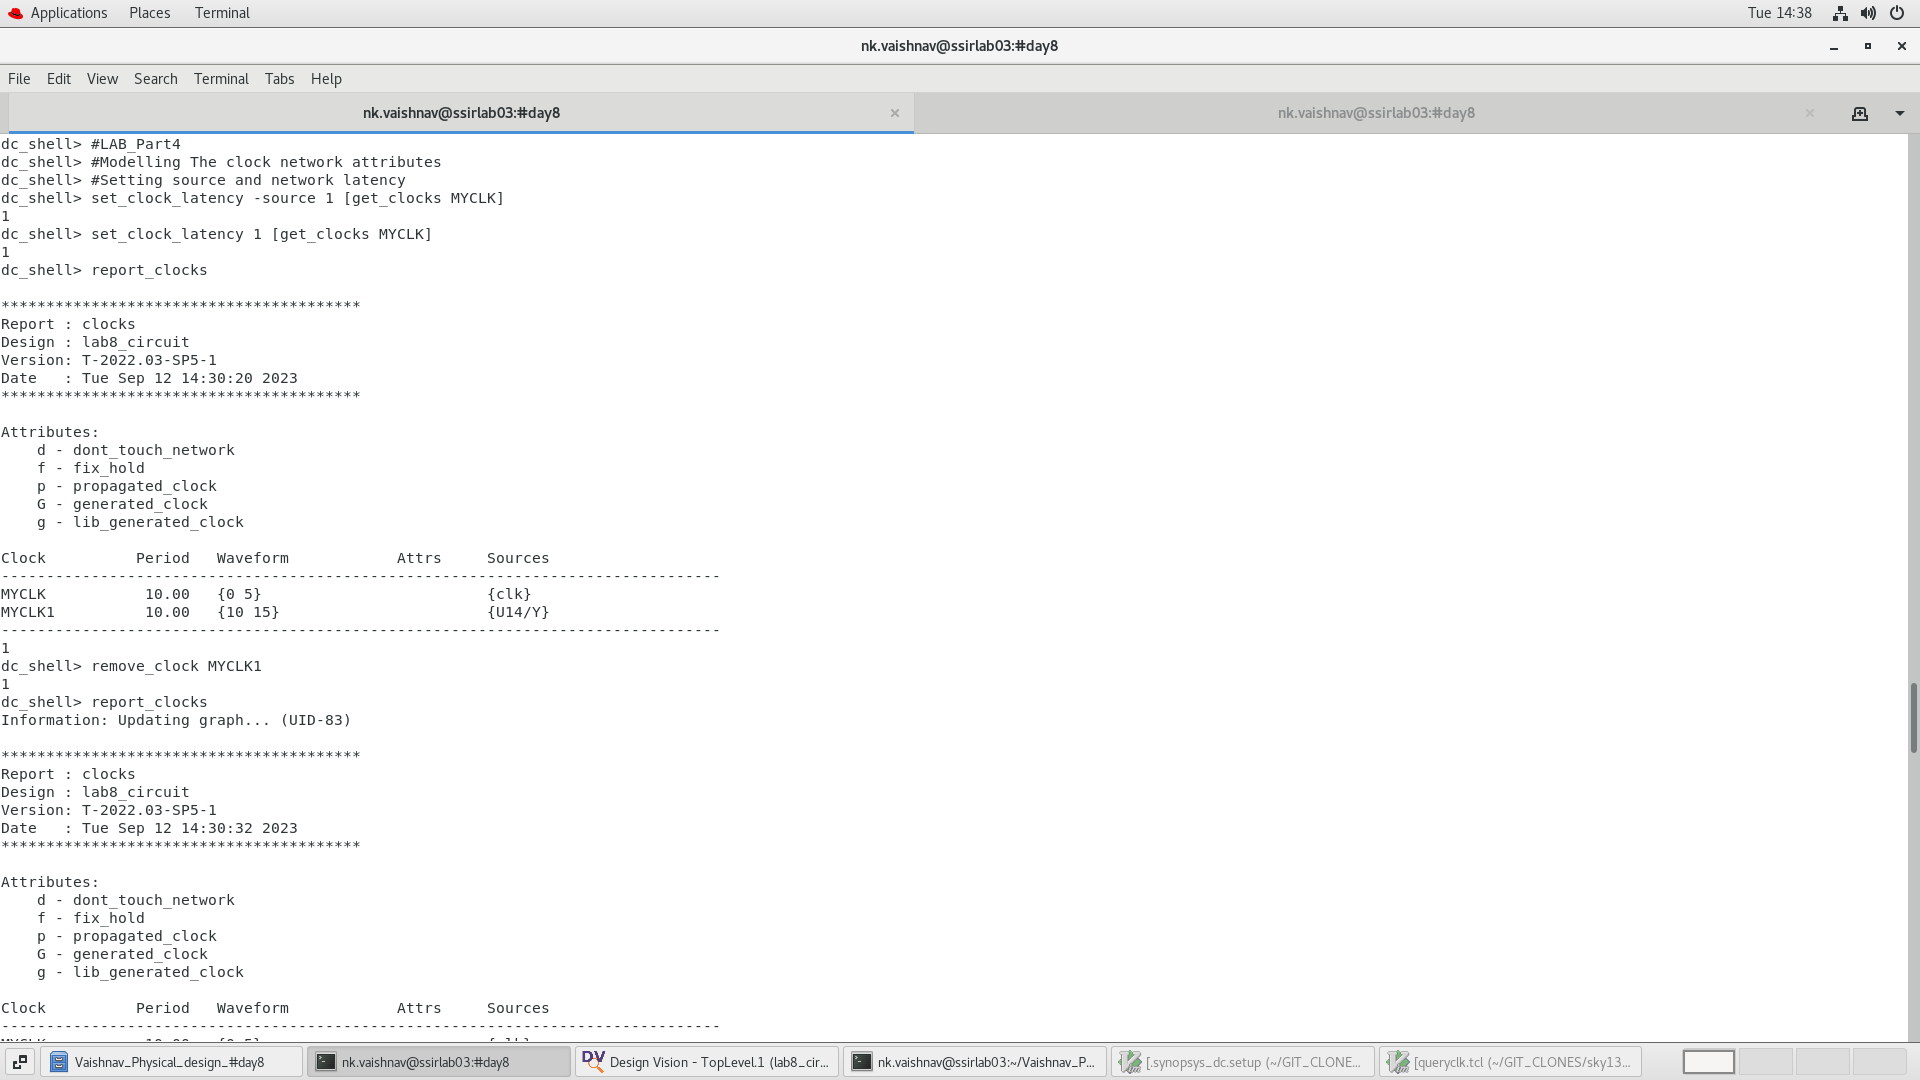 Applications Places Terminal Tue 14:38
nk.vaishnav@ssirlab03:#day8
File Edit View Search Terminal Tabs Help
nk.vaishnav@ssirlab03:#day8 × nk.vaishnav@ssirlab03:#day8 ×
dc_shell> #LAB_Part4
dc_shell> #Modelling The clock network attributes
dc_shell> #Setting source and network latency
dc_shell> set_clock_latency -source 1 [get_clocks MYCLK]
1
dc_shell> set_clock_latency 1 [get_clocks MYCLK]
1
dc_shell> report_clocks
****************************************
Report : clocks
Design : lab8_circuit
Version: T-2022.03-SP5-1
Date   : Tue Sep 12 14:30:20 2023
****************************************
Attributes:
    d - dont_touch_network
    f - fix_hold
    p - propagated_clock
    G - generated_clock
    g - lib_generated_clock
Clock          Period   Waveform            Attrs     Sources
--------------------------------------------------------------------------------
MYCLK           10.00   {0 5}                         {clk}
MYCLK1          10.00   {10 15}                       {U14/Y}
--------------------------------------------------------------------------------
1
dc_shell> remove_clock MYCLK1
1
dc_shell> report_clocks
Information: Updating graph... (UID-83)
****************************************
Report : clocks
Design : lab8_circuit
Version: T-2022.03-SP5-1
Date   : Tue Sep 12 14:30:32 2023
****************************************
Attributes:
    d - dont_touch_network
    f - fix_hold
    p - propagated_clock
    G - generated_clock
    g - lib_generated_clock
Clock          Period   Waveform            Attrs     Sources
--------------------------------------------------------------------------------
Vaishnav_Physical_design_#day8 nk.vaishnav@ssirlab03:#day8 DV Design Vision - TopLevel.1 (lab8_cir... nk.vaishnav@ssirlab03:~/Vaishnav_P... [.synopsys_dc.setup (~/GIT_CLONE... [queryclk.tcl (~/GIT_CLONES/sky13...